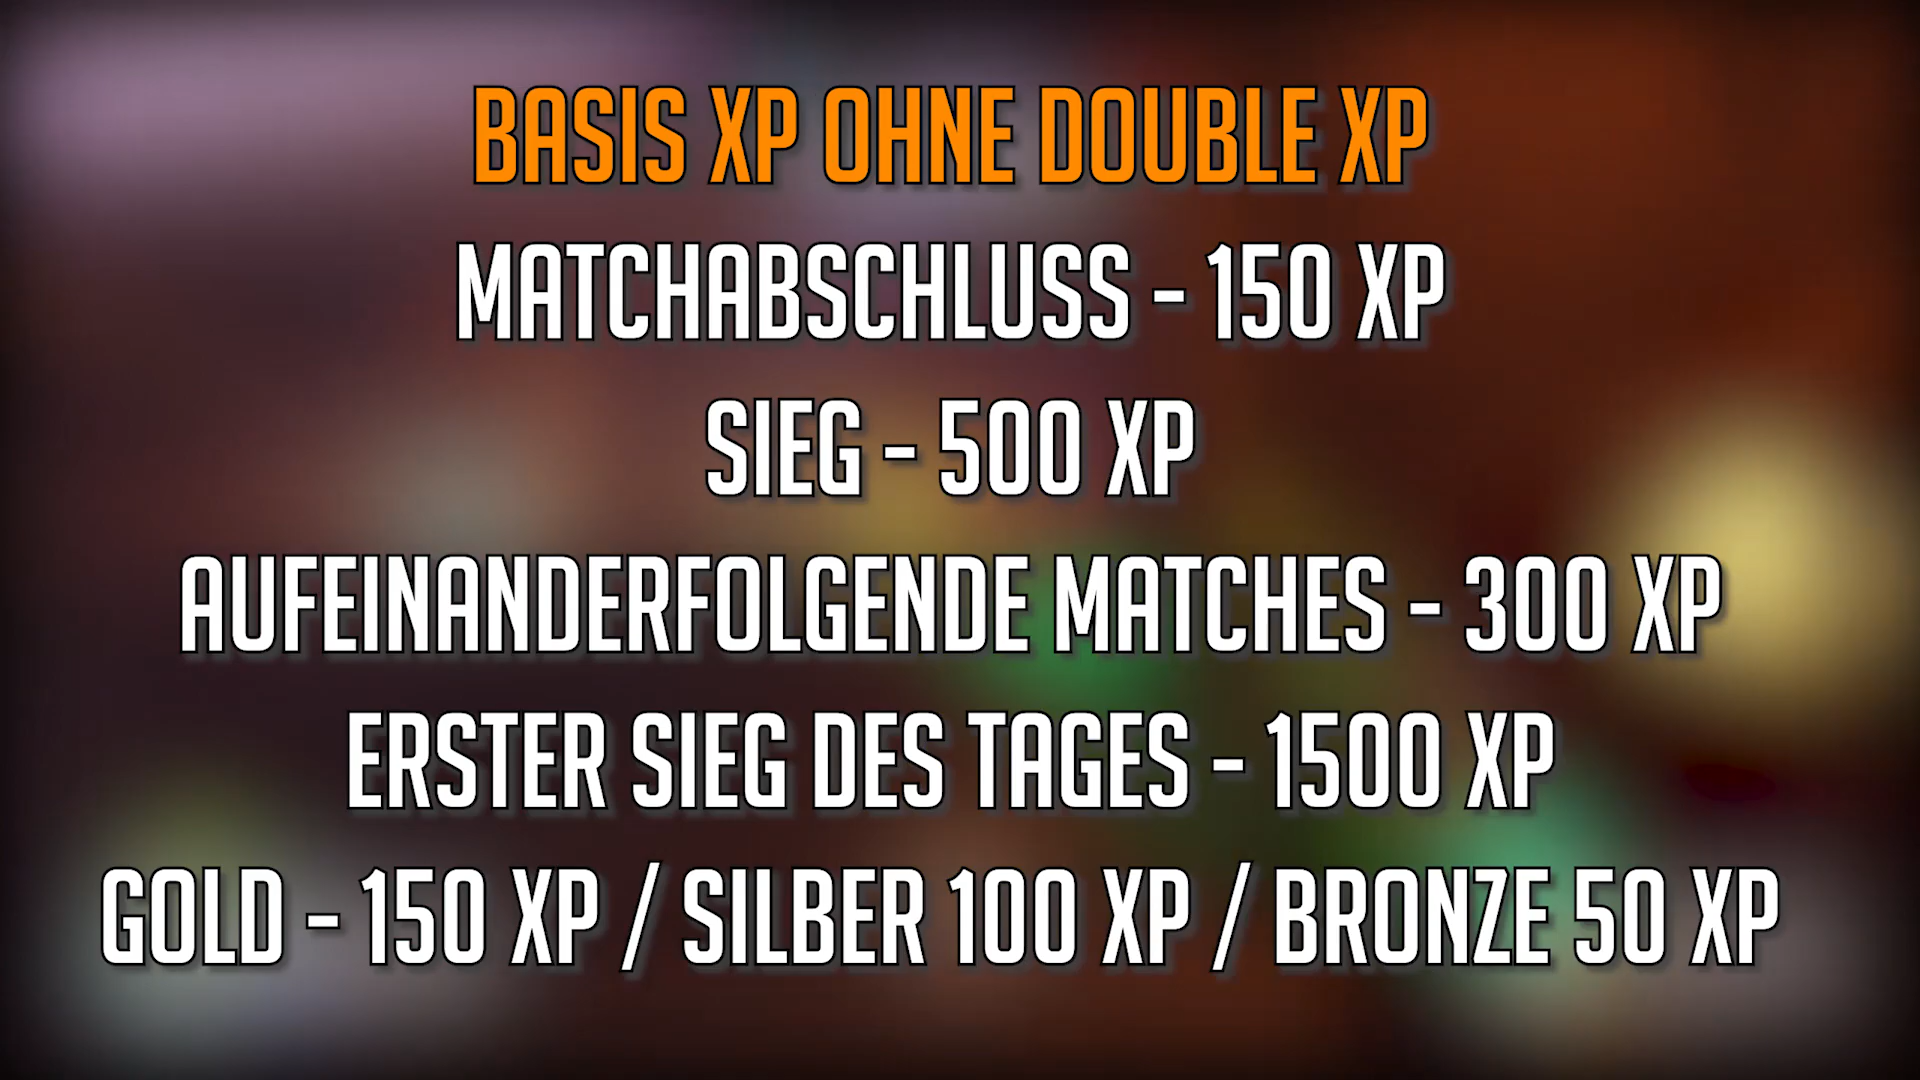 BASIS XP OHNE DOUBLE XP
MATCHABSCHLUSS - 150 XP
SIEG - 500 XP
AUFEINANDERFOLGENDE MATCHES - 300 XP
ERSTER SIEG DES TAGES - 1500 XP
GOLD - 150 XP / SILBER 100 XP / BRONZE 50 XP